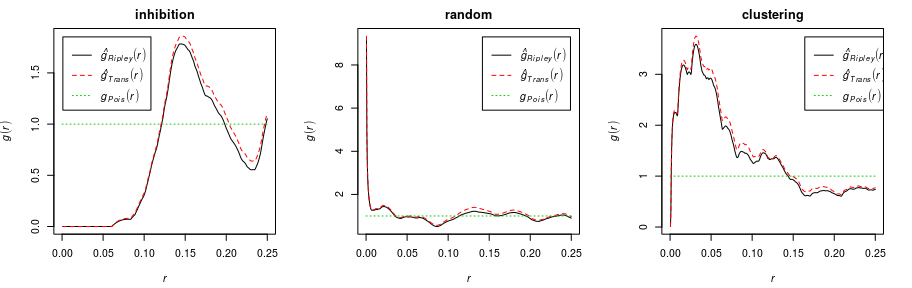 inhibition
ĝRipley(r)
ĝTrans(r)
gPois(r)
g(r)
0.0 0.5 1.0 1.5
0.00 0.05 0.10 0.15 0.20 0.25
r
random
ĝRipley(r)
ĝTrans(r)
gPois(r)
g(r)
2 4 6 8
0.00 0.05 0.10 0.15 0.20 0.25
r
clustering
ĝRipley(r)
ĝTrans(r)
gPois(r)
g(r)
0 1 2 3
0.00 0.05 0.10 0.15 0.20 0.25
r